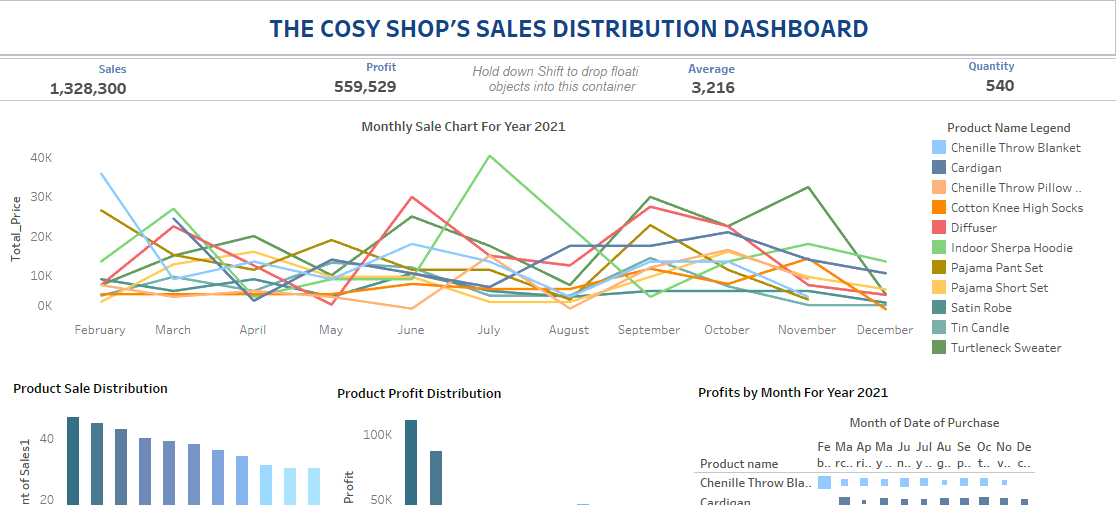 THE COSY SHOP'S SALES DISTRIBUTION DASHBOARD
Sales
1,328,300
Profit
559,529
Hold down Shift to drop floati
objects into this container
Average
3,216
Quantity
540
Monthly Sale Chart For Year 2021
Total_Price
40K
30K
20K
10K
0K
February March April May June July August September October November December
Product Name Legend
Chenille Throw Blanket
Cardigan
Chenille Throw Pillow ..
Cotton Knee High Socks
Diffuser
Indoor Sherpa Hoodie
Pajama Pant Set
Pajama Short Set
Satin Robe
Tin Candle
Turtleneck Sweater
Product Sale Distribution
nt of Sales1
40
20
Product Profit Distribution
Profit
100K
50K
Profits by Month For Year 2021
Month of Date of Purchase
Fe Ma Ap Ma Ju Jul Au Se Oc No De
b.. rc.. ri.. y .. n.. y .. g.. p.. t.. v.. c..
Product name
Chenille Throw Bla..
Cardigan